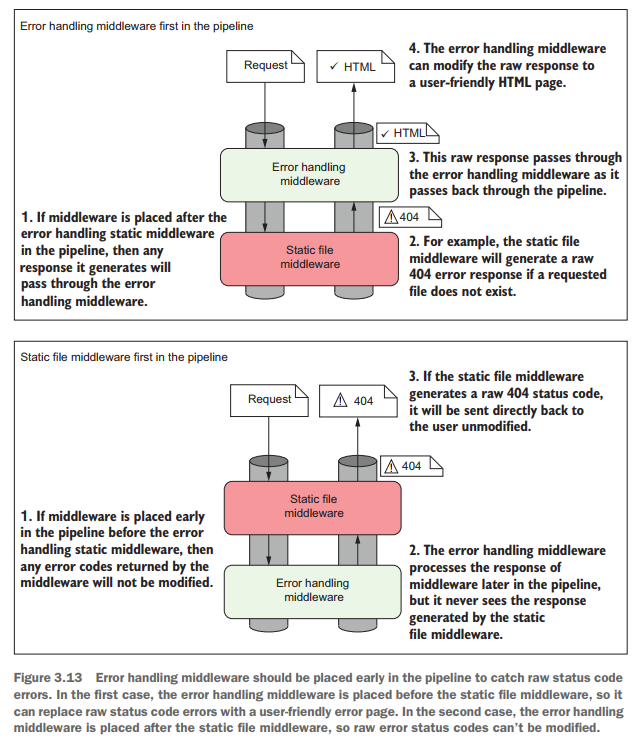 Error handling middleware first in the pipeline
Request
✓ HTML
4. The error handling middleware
can modify the raw response to
a user-friendly HTML page.
✓ HTML
Error handling
middleware
3. This raw response passes through
the error handling middleware as it
passes back through the pipeline.
1. If middleware is placed after the
error handling static middleware
in the pipeline, then any
response it generates will
pass through the error
handling middleware.
404
Static file
middleware
2. For example, the static file
middleware will generate a raw
404 error response if a requested
file does not exist.
Static file middleware first in the pipeline
Request
404
3. If the static file middleware
generates a raw 404 status code,
it will be sent directly back to
the user unmodified.
404
Static file
middleware
1. If middleware is placed early
in the pipeline before the error
handling static middleware, then
any error codes returned by the
middleware will not be modified.
Error handling
middleware
2. The error handling middleware
processes the response of
middleware later in the pipeline,
but it never sees the response
generated by the static
file middleware.
Figure 3.13 Error handling middleware should be placed early in the pipeline to catch raw status code
errors. In the first case, the error handling middleware is placed before the static file middleware, so it
can replace raw status code errors with a user-friendly error page. In the second case, the error handling
middleware is placed after the static file middleware, so raw error status codes can't be modified.